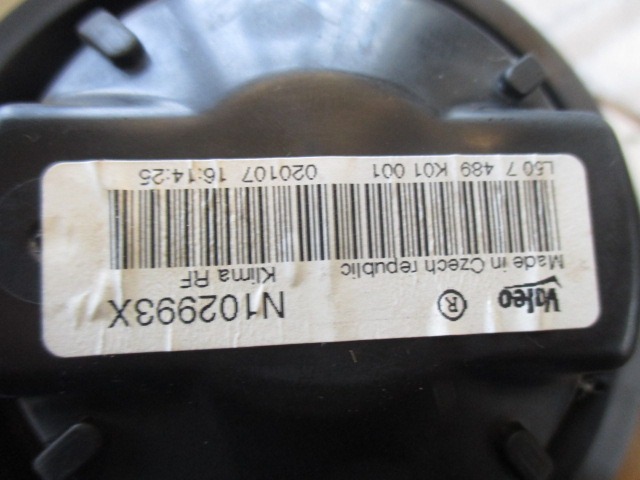 Valeo ® N102993X
Made in Czech republic Klima RF
L50 7 489 K01 001 020107 16:14:25